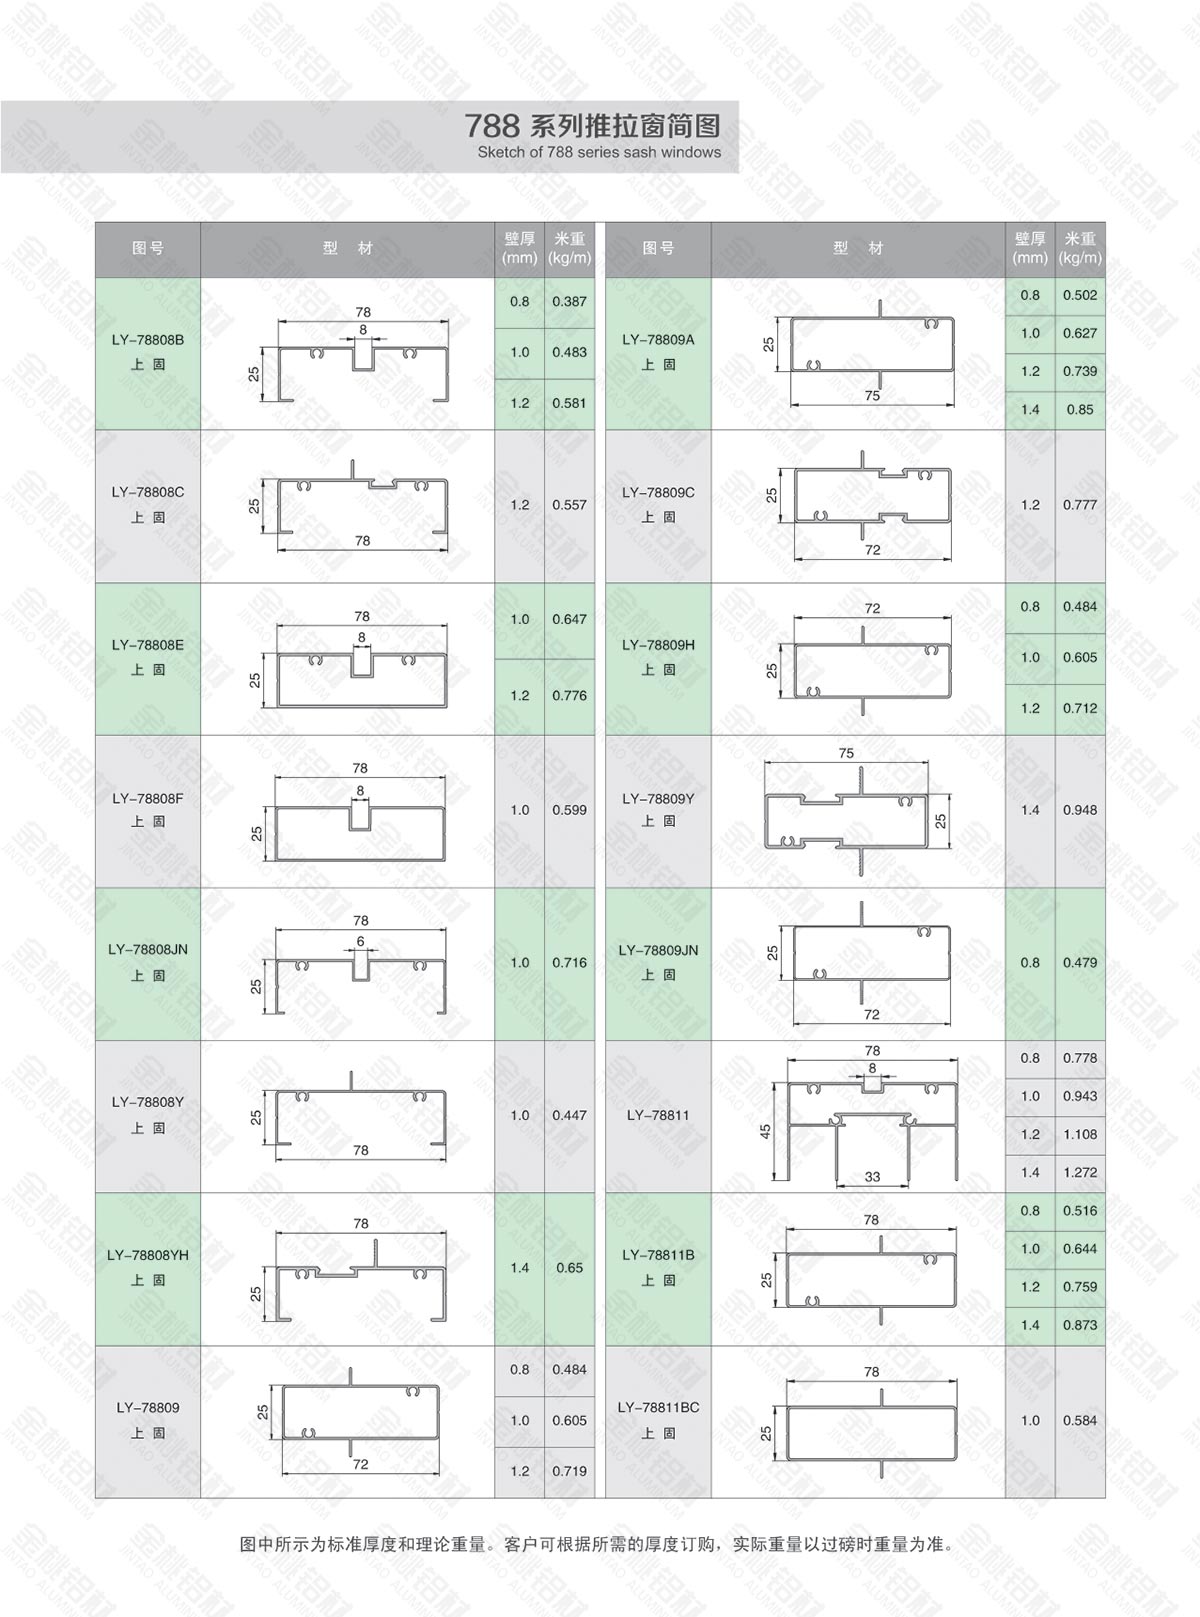 788 系列推拉窗简图
Sketch of 788 series sash windows
图号 型 材 壁厚(mm) 米重(kg/m) 图号 型 材 壁厚(mm) 米重(kg/m)
LY-78808B
上 固
78
8
25
0.8 0.387
1.0 0.483
1.2 0.581
LY-78809A
上 固
25
75
0.8 0.502
1.0 0.627
1.2 0.739
1.4 0.85
LY-78808C
上 固
25
78
1.2 0.557
LY-78809C
上 固
25
72
1.2 0.777
LY-78808E
上 固
78
8
25
1.0 0.647
1.2 0.776
LY-78809H
上 固
72
25
0.8 0.484
1.0 0.605
1.2 0.712
LY-78808F
上 固
78
8
25
1.0 0.599
LY-78809Y
上 固
75
25
1.4 0.948
LY-78808JN
上 固
78
6
25
1.0 0.716
LY-78809JN
上 固
25
72
0.8 0.479
LY-78808Y
上 固
25
78
1.0 0.447
LY-78811
78
8
45
33
0.8 0.778
1.0 0.943
1.2 1.108
1.4 1.272
LY-78808YH
上 固
78
25
1.4 0.65
LY-78811B
上 固
78
25
0.8 0.516
1.0 0.644
1.2 0.759
1.4 0.873
LY-78809
上 固
25
72
0.8 0.484
1.0 0.605
1.2 0.719
LY-78811BC
上 固
78
25
1.0 0.584
图中所示为标准厚度和理论重量。客户可根据所需的厚度订购，实际重量以过磅时重量为准。
金桃铝材
JINTAO ALUMINIUM